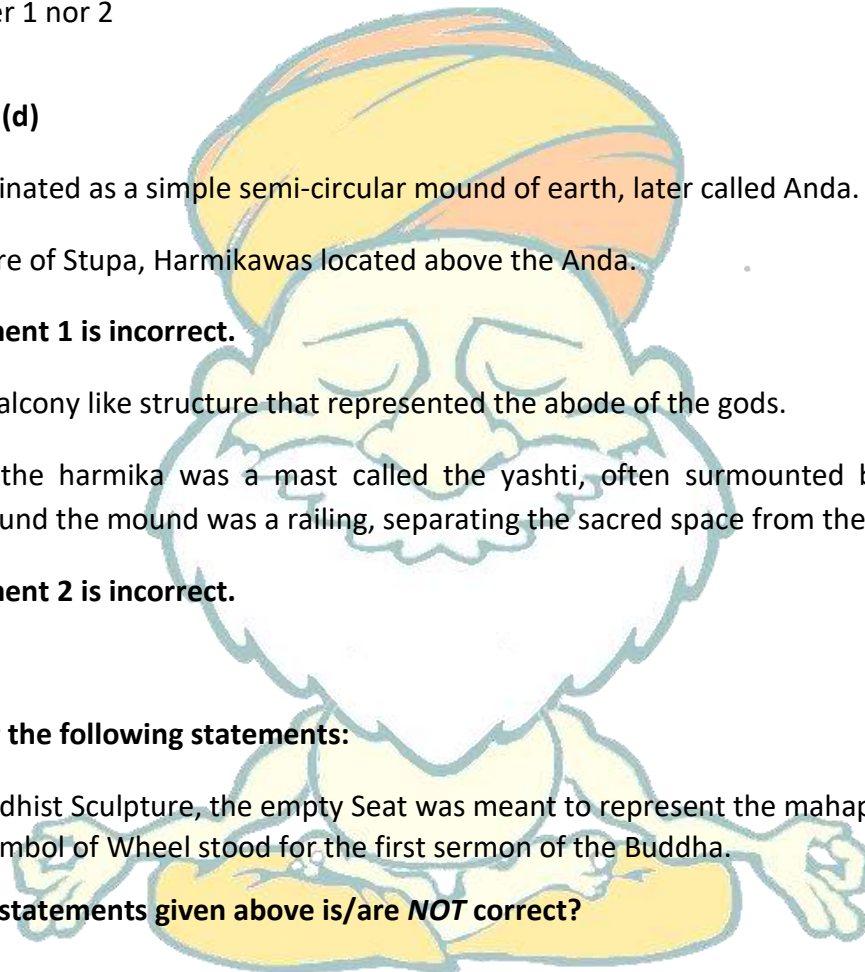 er 1 nor 2
(d)
inated as a simple semi-circular mound of earth, later called Anda.
re of Stupa, Harmikawas located above the Anda.
nent 1 is incorrect.
alcony like structure that represented the abode of the gods.
the harmika was a mast called the yashti, often surmounted b
und the mound was a railing, separating the sacred space from the
nent 2 is incorrect.
the following statements:
dhist Sculpture, the empty Seat was meant to represent the mahap
mbol of Wheel stood for the first sermon of the Buddha.
statements given above is/are NOT correct?